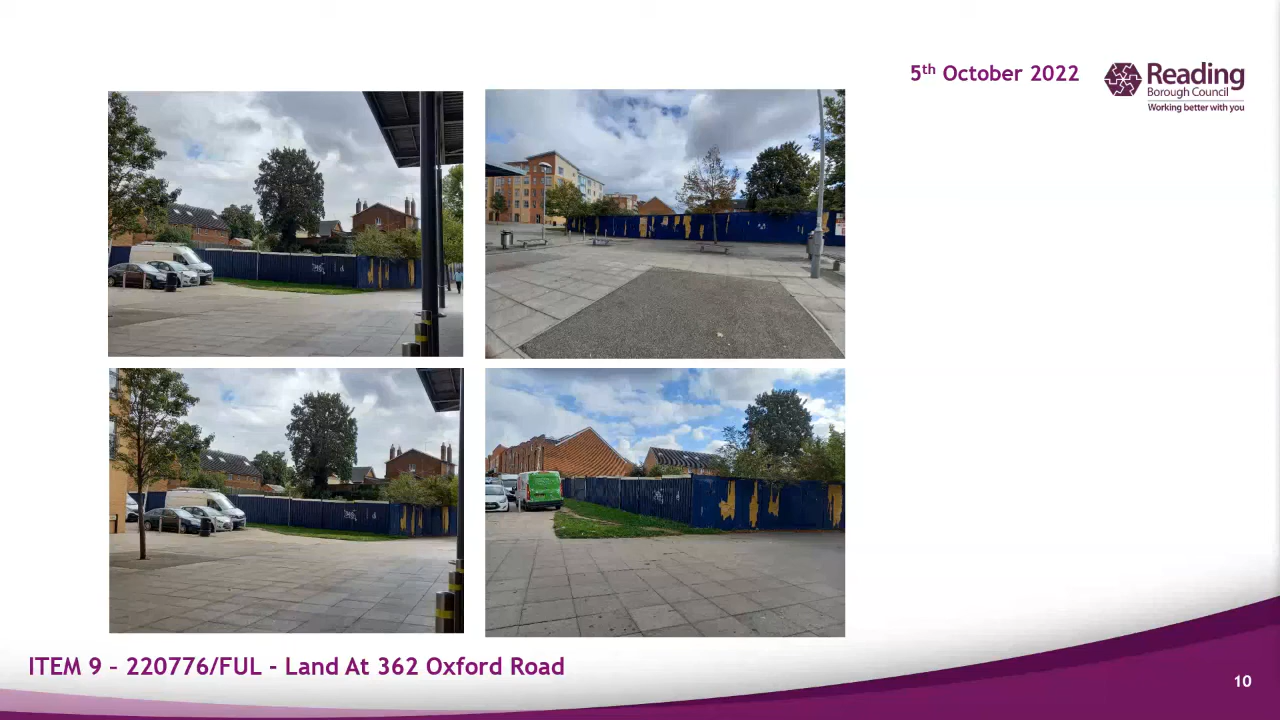 5th October 2022
Reading
Borough Council
Working better with you
ITEM 9 – 220776/FUL - Land At 362 Oxford Road
10